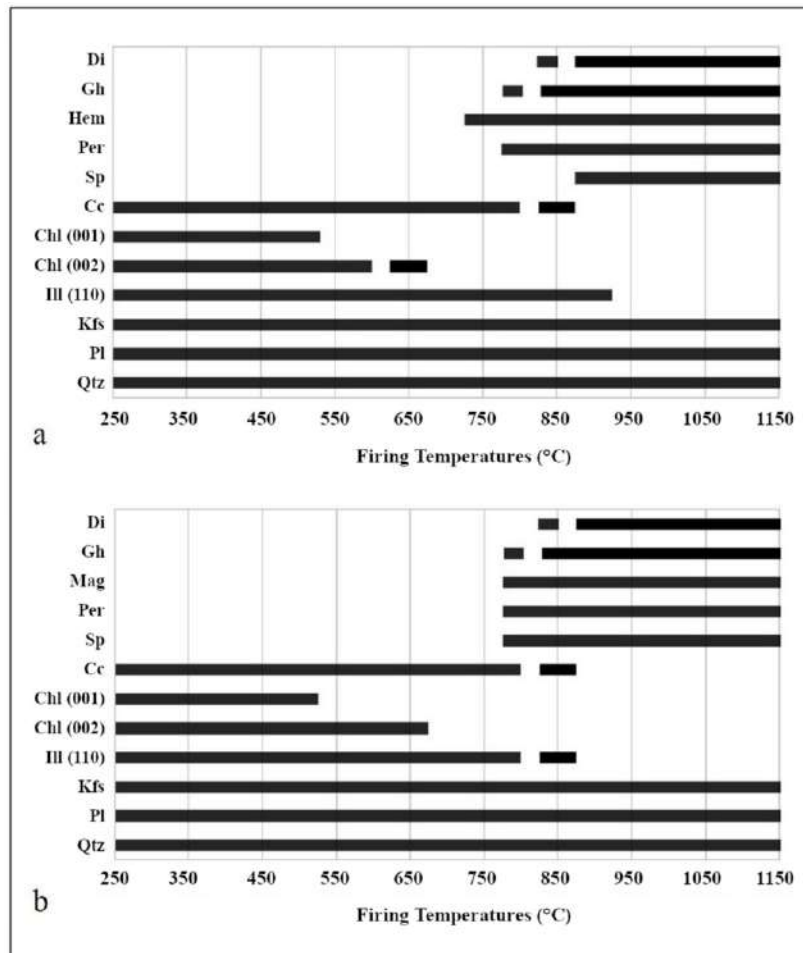 Di
Gh
Hem
Per
Sp
Cc
Chl (001)
Chl (002)
Ill (110)
Kfs
Pl
Qtz
250 350 450 550 650 750 850 950 1050 1150
a
Firing Temperatures (°C)
Di
Gh
Mag
Per
Sp
Cc
Chl (001)
Chl (002)
Ill (110)
Kfs
Pl
Qtz
250 350 450 550 650 750 850 950 1050 1150
b
Firing Temperatures (°C)